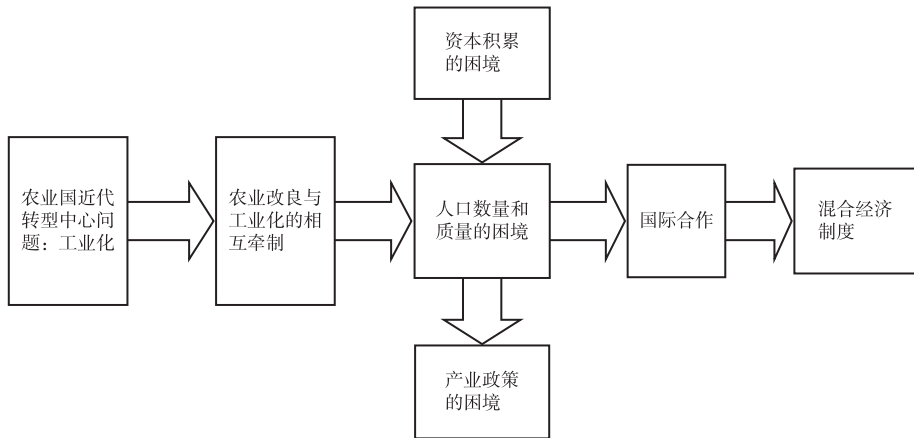 资本积累
的困境
农业国近代
转型中心问
题：工业化
农业改良与
工业化的相
互牵制
人口数量和
质量的困境
国际合作
混合经济
制度
产业政策
的困境